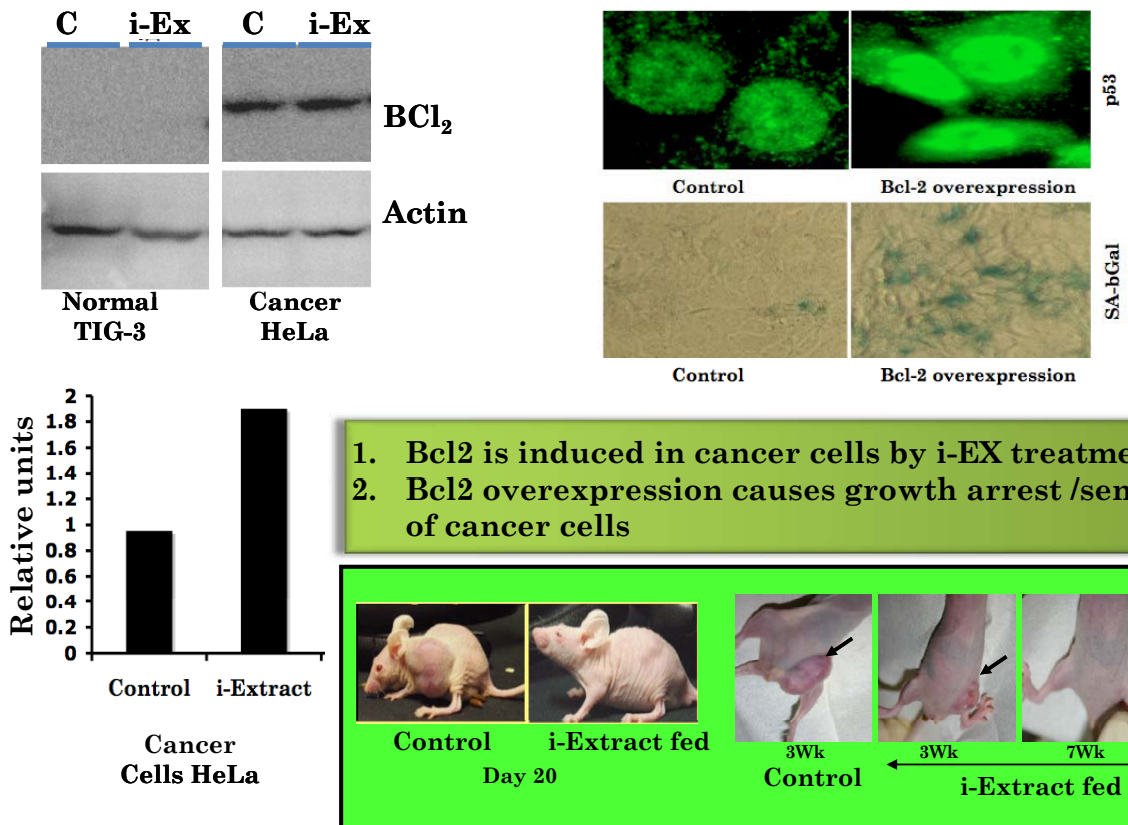 C i-Ex C i-Ex
BCl₂
Actin
Normal
TIG-3
Cancer
HeLa
p53
Control Bcl-2 overexpression
SA-bGal
Control Bcl-2 overexpression
Relative units
2
1.8
1.6
1.4
1.2
1
0.8
0.6
0.4
0.2
0
Control i-Extract
Cancer
Cells HeLa
1. Bcl2 is induced in cancer cells by i-EX treatme
2. Bcl2 overexpression causes growth arrest /sen
of cancer cells
Control i-Extract fed
Day 20
3Wk 3Wk 7Wk
Control i-Extract fed